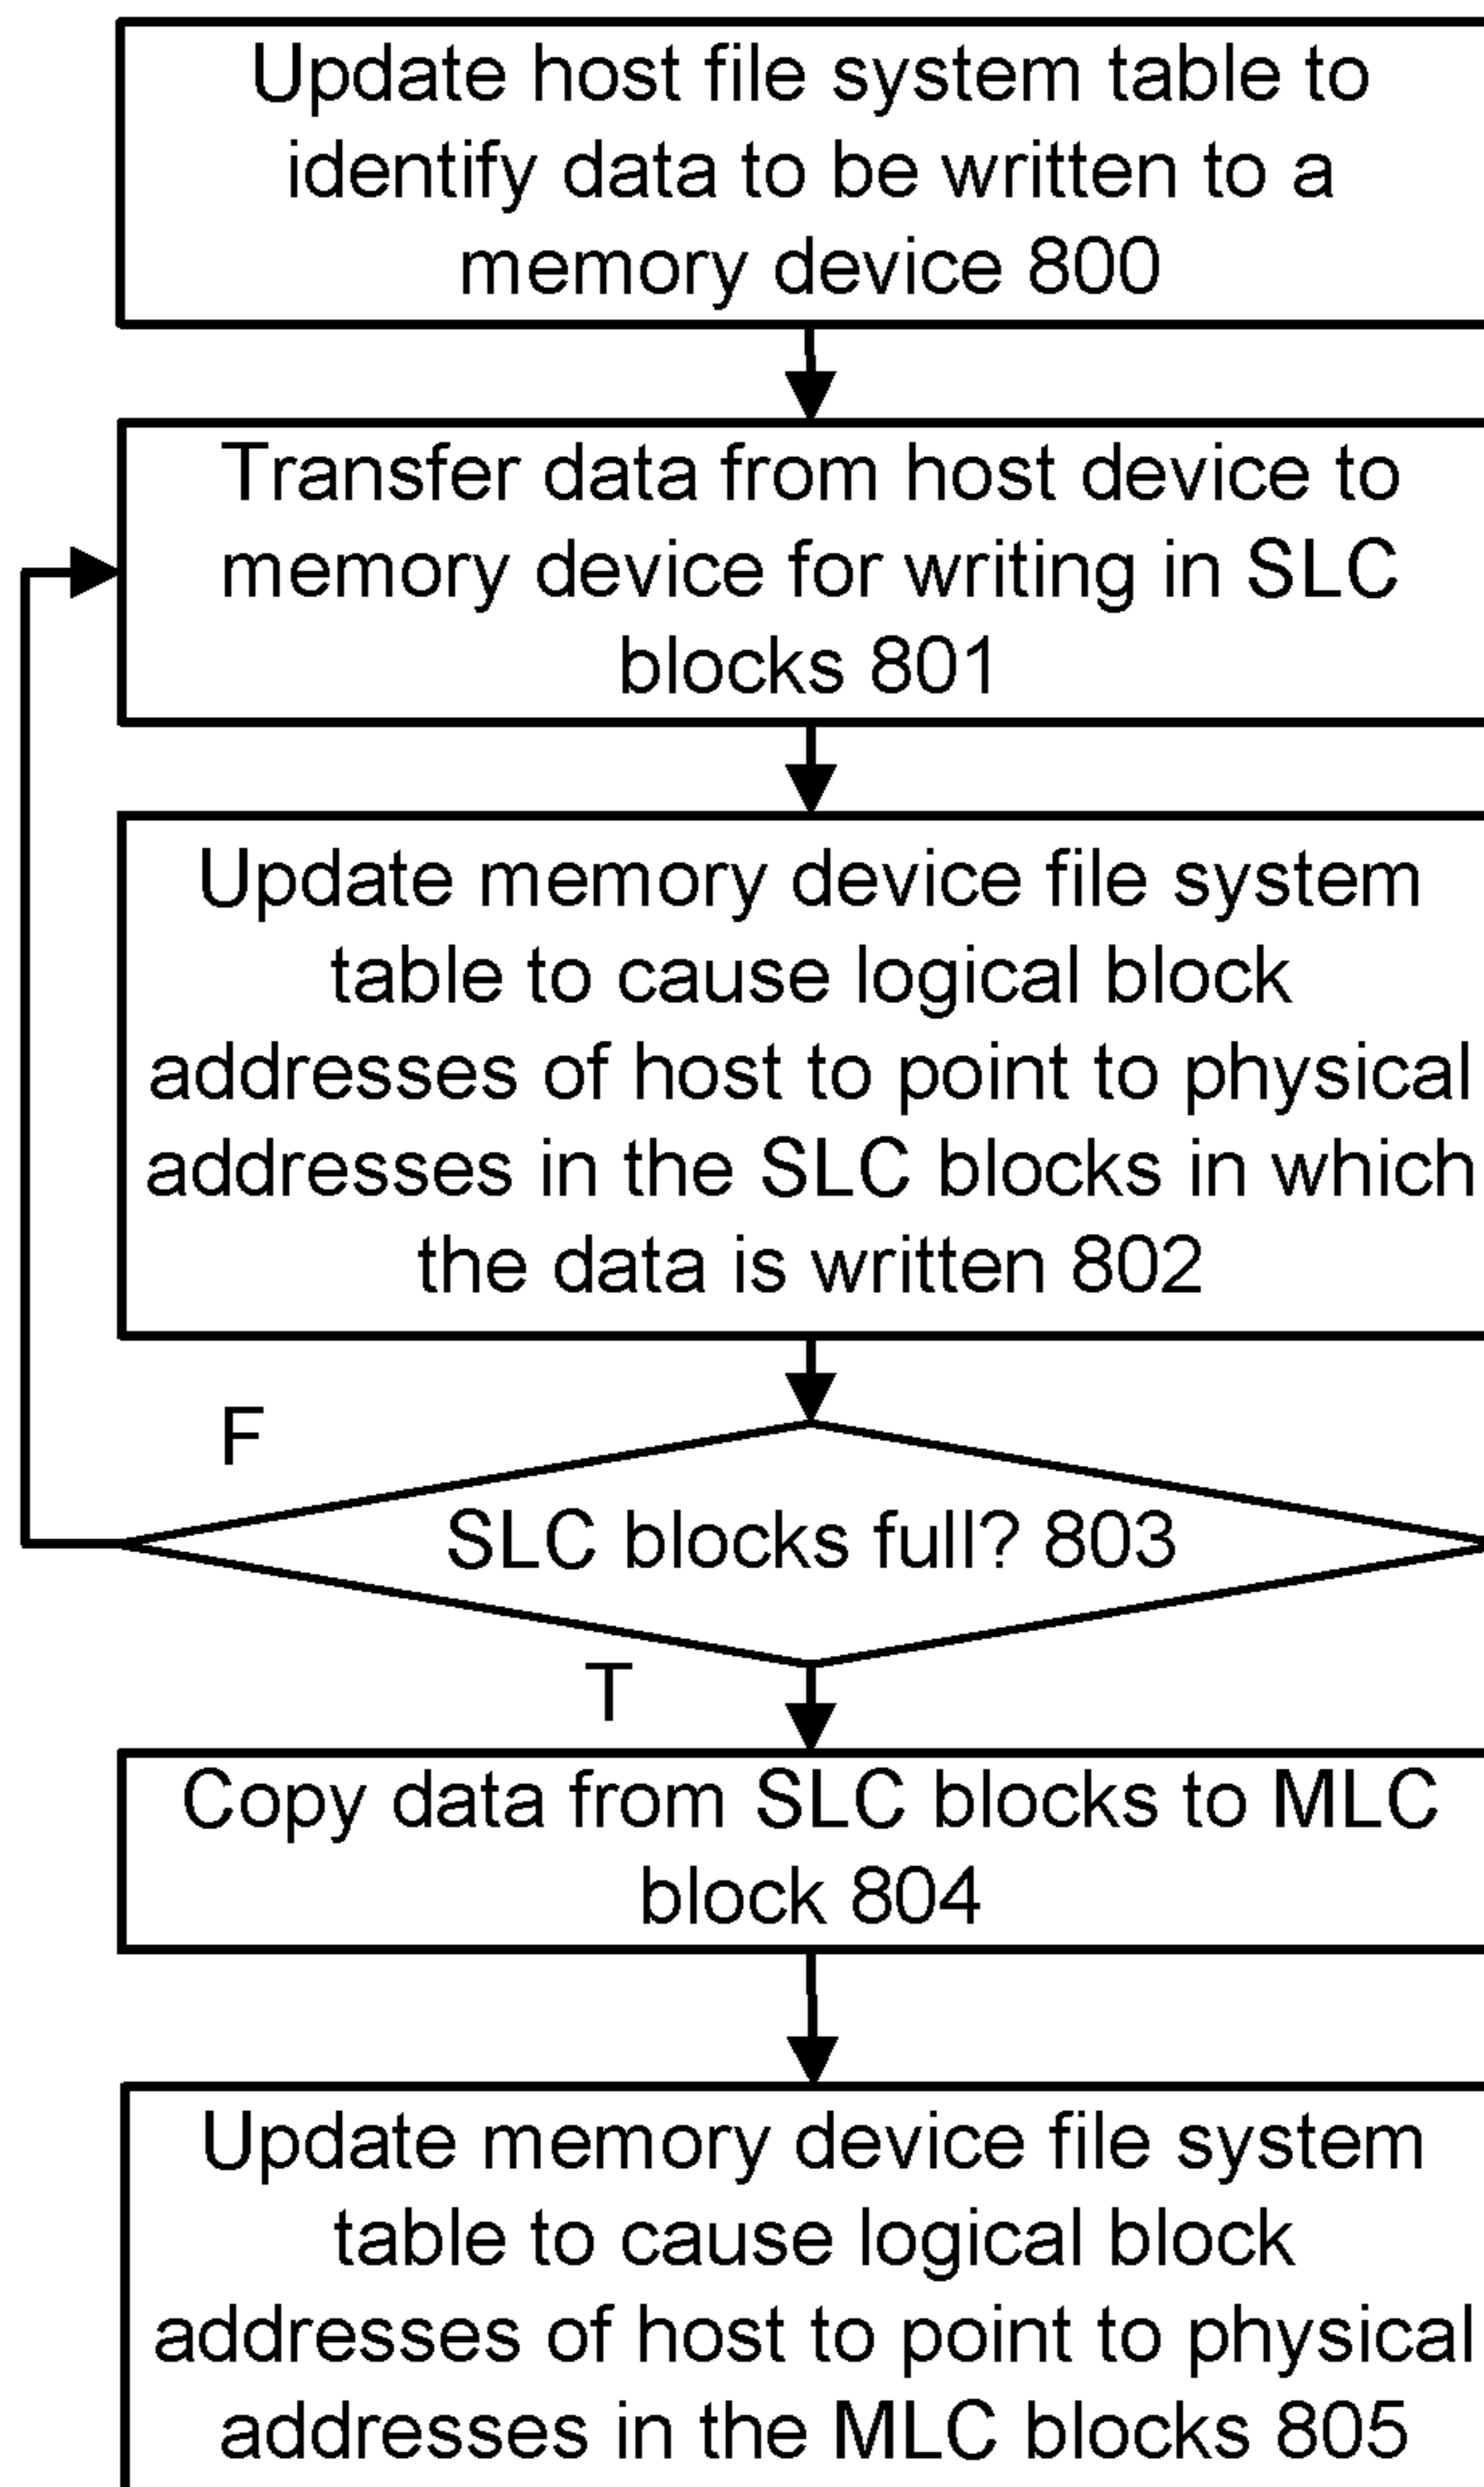 Update host file system table to
identify data to be written to a
memory device 800
Transfer data from host device to
memory device for writing in SLC
blocks 801
Update memory device file system
table to cause logical block
addresses of host to point to physical
addresses in the SLC blocks in which
the data is written 802
F
SLC blocks full? 803
T
Copy data from SLC blocks to MLC
block 804
Update memory device file system
table to cause logical block
addresses of host to point to physical
addresses in the MLC blocks 805